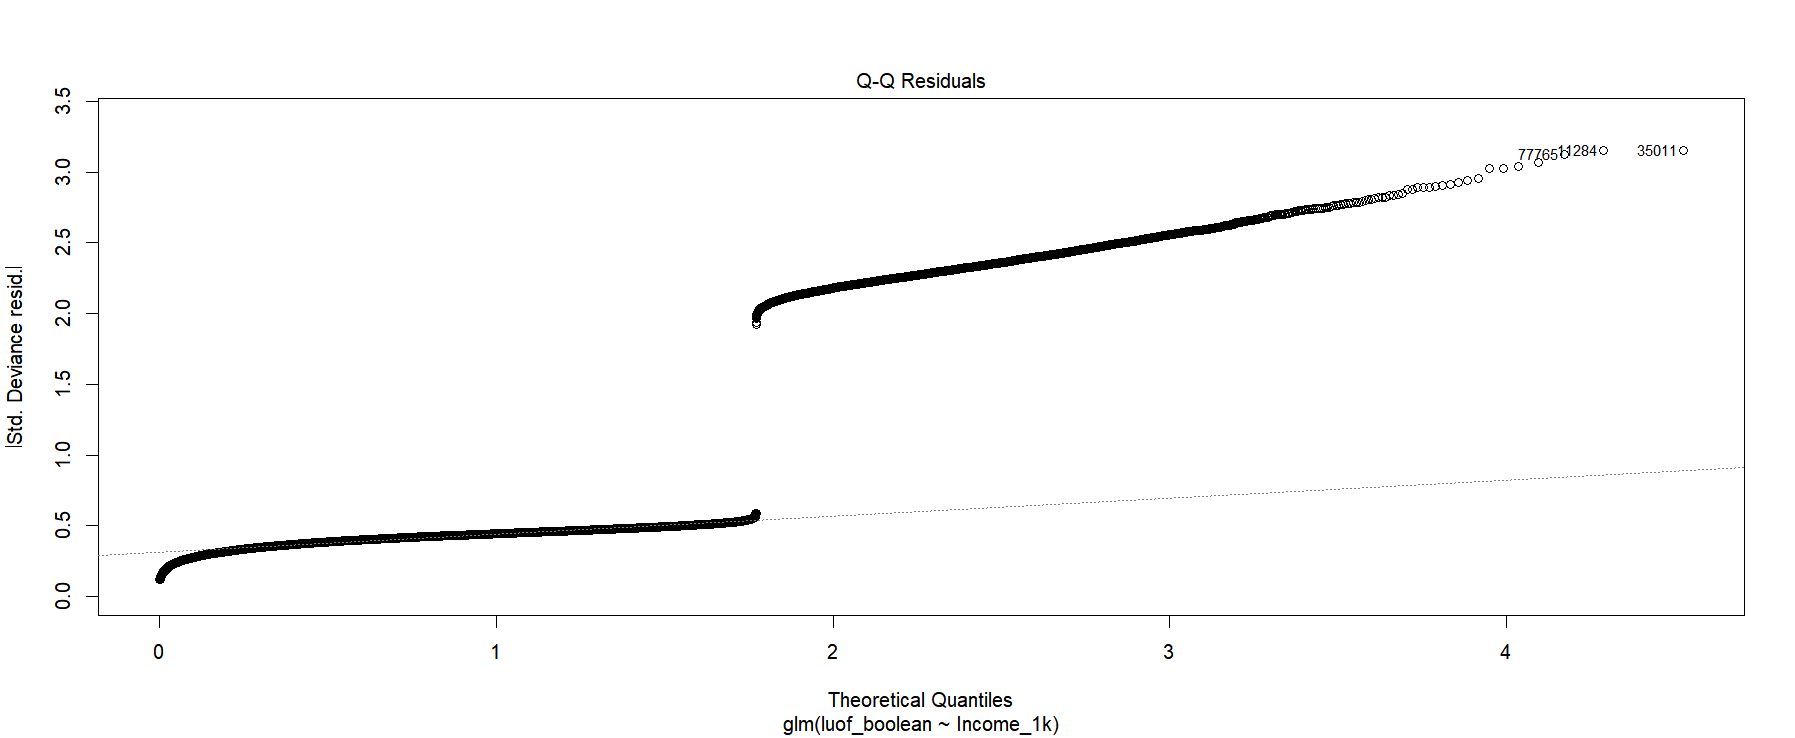 Q-Q Residuals
|Std. Deviance resid.|
3.5
3.0
2.5
2.0
1.5
1.0
0.5
0.0
77765
11284
35011
0 1 2 3 4
Theoretical Quantiles
glm(luof_boolean ~ Income_1k)